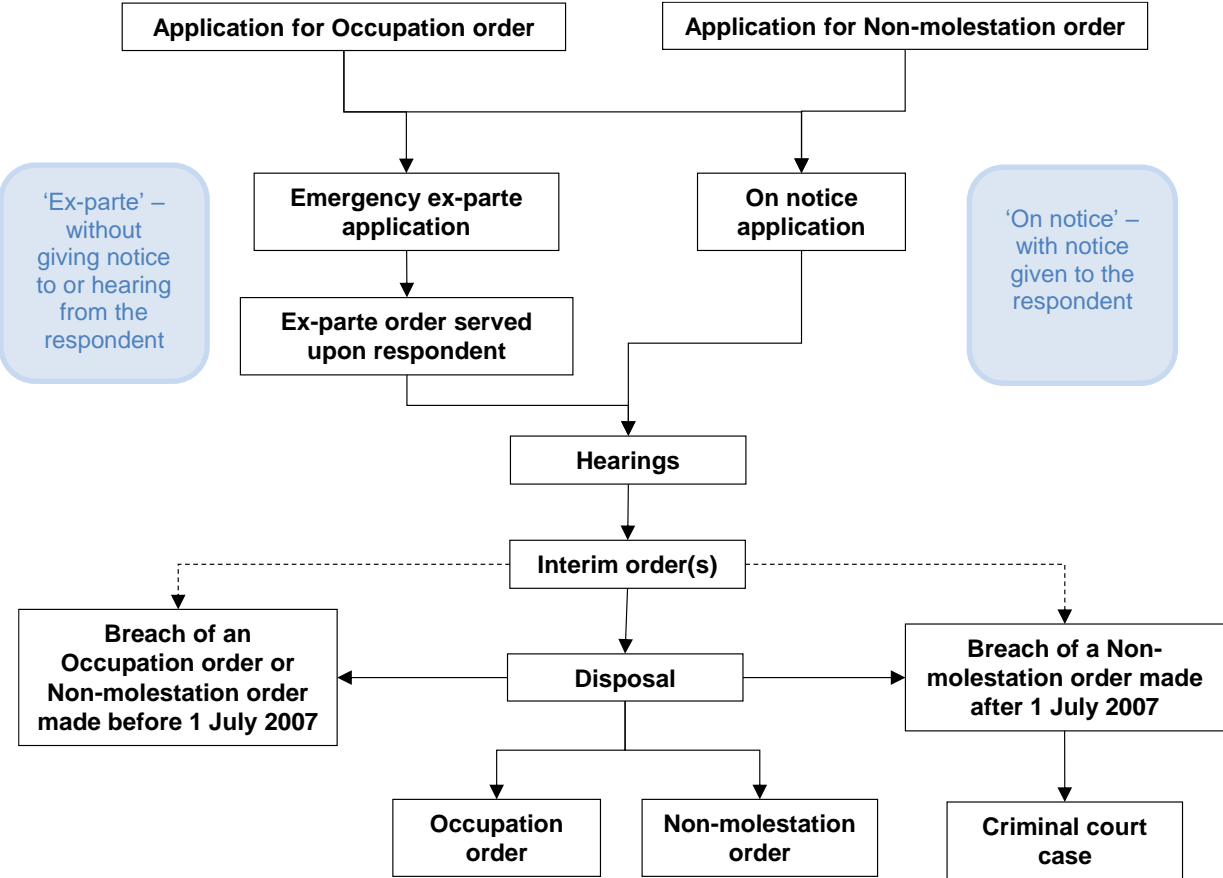 Application for Occupation order
Application for Non-molestation order
‘Ex-parte’ –
without
giving notice
to or hearing
from the
respondent
Emergency ex-parte
application
On notice
application
‘On notice’ –
with notice
given to the
respondent
Ex-parte order served
upon respondent
Hearings
Interim order(s)
Breach of an
Occupation order or
Non-molestation order
made before 1 July 2007
Disposal
Breach of a Non-
molestation order made
after 1 July 2007
Occupation
order
Non-molestation
order
Criminal court
case